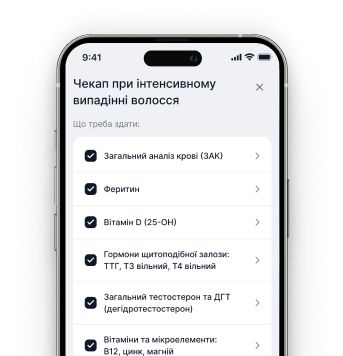 9:41
Чекап при інтенсивному
випадінні волосся
Що треба здати:
Загальний аналіз крові (ЗАК)
Феритин
Вітамін D (25-OH)
Гормони щитоподібної залози:
ТТГ, Т3 вільний, Т4 вільний
Загальний тестостерон та ДГТ
(дегідротестостерон)
Вітаміни та мікроелементи:
B12, цинк, магній